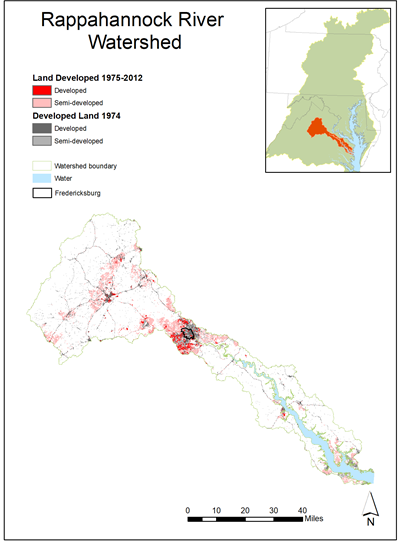 Rappahannock River
Watershed
Land Developed 1975-2012
Developed
Semi-developed
Developed Land 1974
Developed
Semi-developed
Watershed boundary
Water
Fredericksburg
0 10 20 30 40
Miles
N